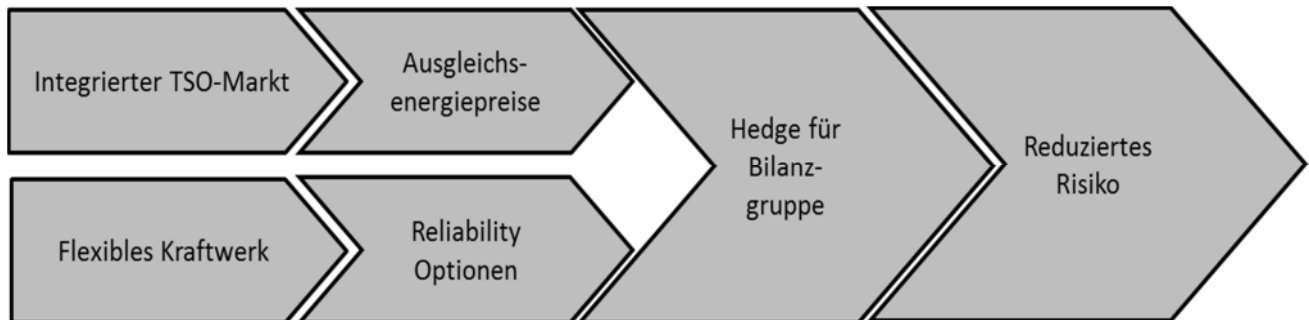 Integrierter TSO-Markt
Ausgleichs-
energiepreise
Flexibles Kraftwerk
Reliability
Optionen
Hedge für
Bilanz-
gruppe
Reduziertes
Risiko